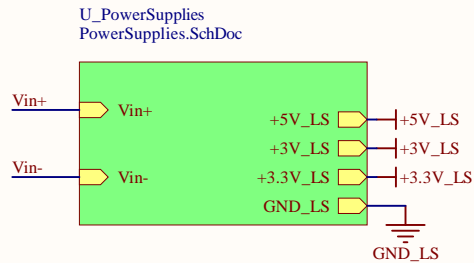 U_PowerSupplies
PowerSupplies.SchDoc
Vin+ Vin+ +5V_LS +5V_LS
+3V_LS +3V_LS
Vin- Vin- +3.3V_LS +3.3V_LS
GND_LS
GND_LS